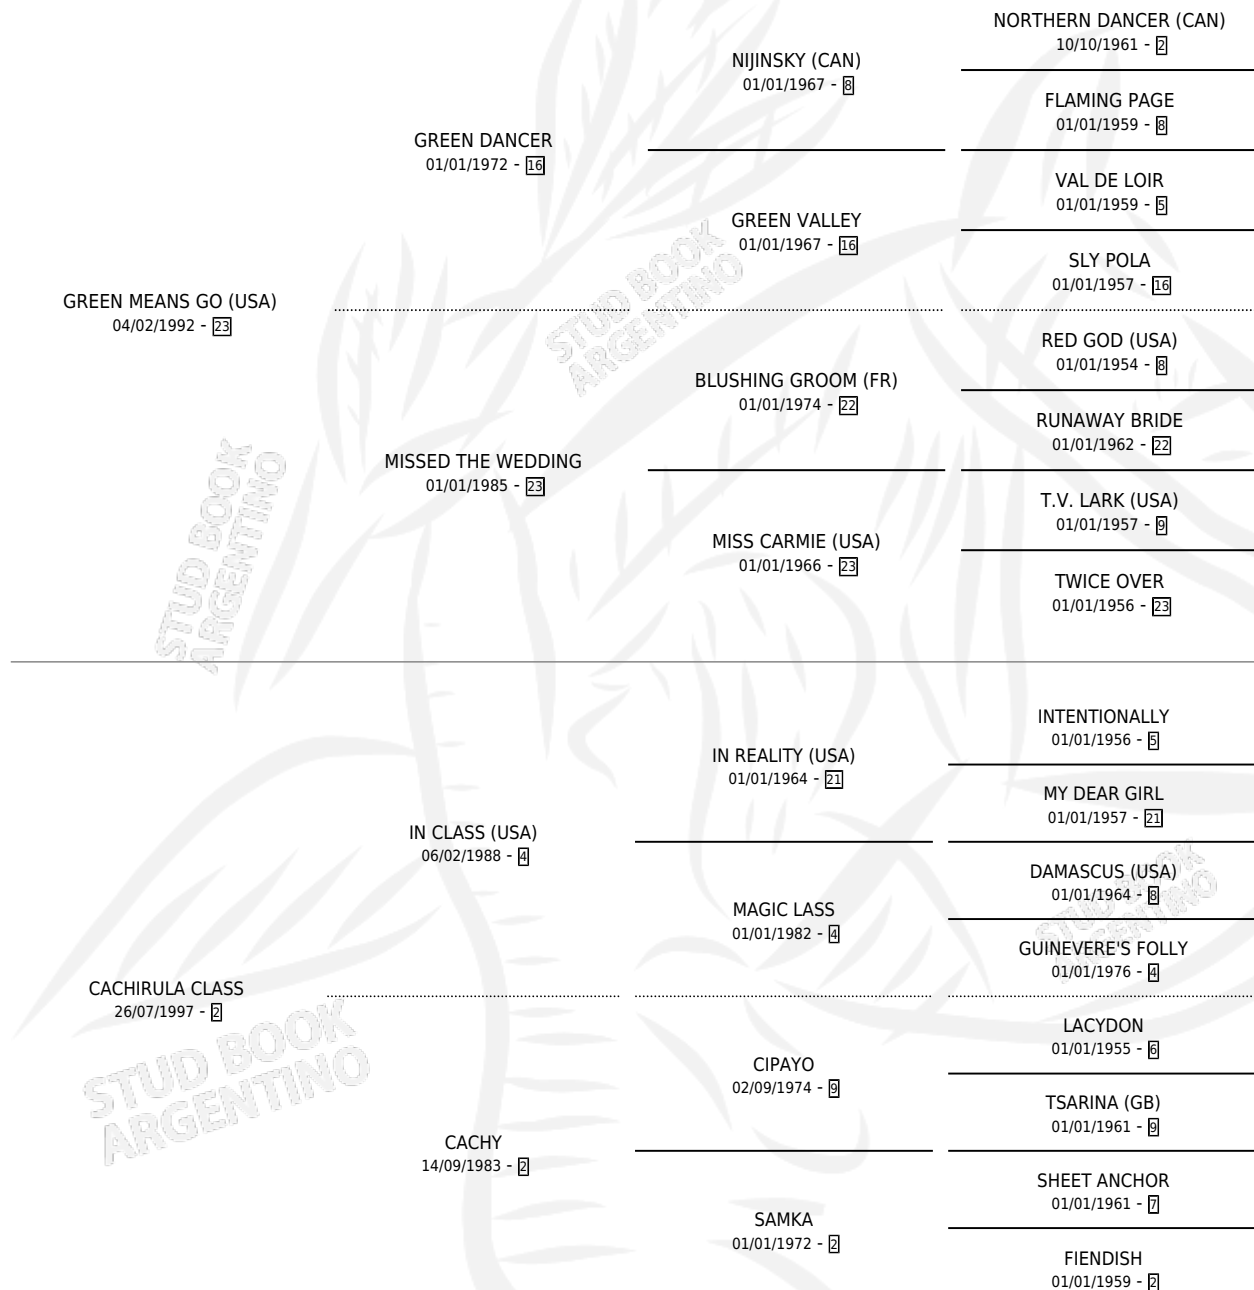 NORTHERN DANCER (CAN)
10/10/1961 - 2
NIJINSKY (CAN)
01/01/1967 - 8
FLAMING PAGE
01/01/1959 - 8
GREEN DANCER
01/01/1972 - 16
VAL DE LOIR
01/01/1959 - 5
GREEN VALLEY
01/01/1967 - 16
SLY POLA
01/01/1957 - 16
GREEN MEANS GO (USA)
04/02/1992 - 23
STUD BOOK
ARGENTINO
RED GOD (USA)
01/01/1954 - 8
BLUSHING GROOM (FR)
01/01/1974 - 22
RUNAWAY BRIDE
01/01/1962 - 22
MISSED THE WEDDING
01/01/1985 - 23
T.V. LARK (USA)
01/01/1957 - 9
MISS CARMIE (USA)
01/01/1966 - 23
TWICE OVER
01/01/1956 - 23
STUD BOOK
ARGENTINO
INTENTIONALLY
01/01/1956 - 5
IN REALITY (USA)
01/01/1964 - 21
MY DEAR GIRL
01/01/1957 - 21
IN CLASS (USA)
06/02/1988 - 4
DAMASCUS (USA)
01/01/1964 - 8
STUD BOOK
ARGENTINO
MAGIC LASS
01/01/1982 - 4
GUINEVERE'S FOLLY
01/01/1976 - 4
CACHIRULA CLASS
26/07/1997 - 2
STUD BOOK
ARGENTINO
LACYDON
01/01/1955 - 6
CIPAYO
02/09/1974 - 9
TSARINA (GB)
01/01/1961 - 9
CACHY
14/09/1983 - 2
SHEET ANCHOR
01/01/1961 - 7
SAMKA
01/01/1972 - 2
FIENDISH
01/01/1959 - 2